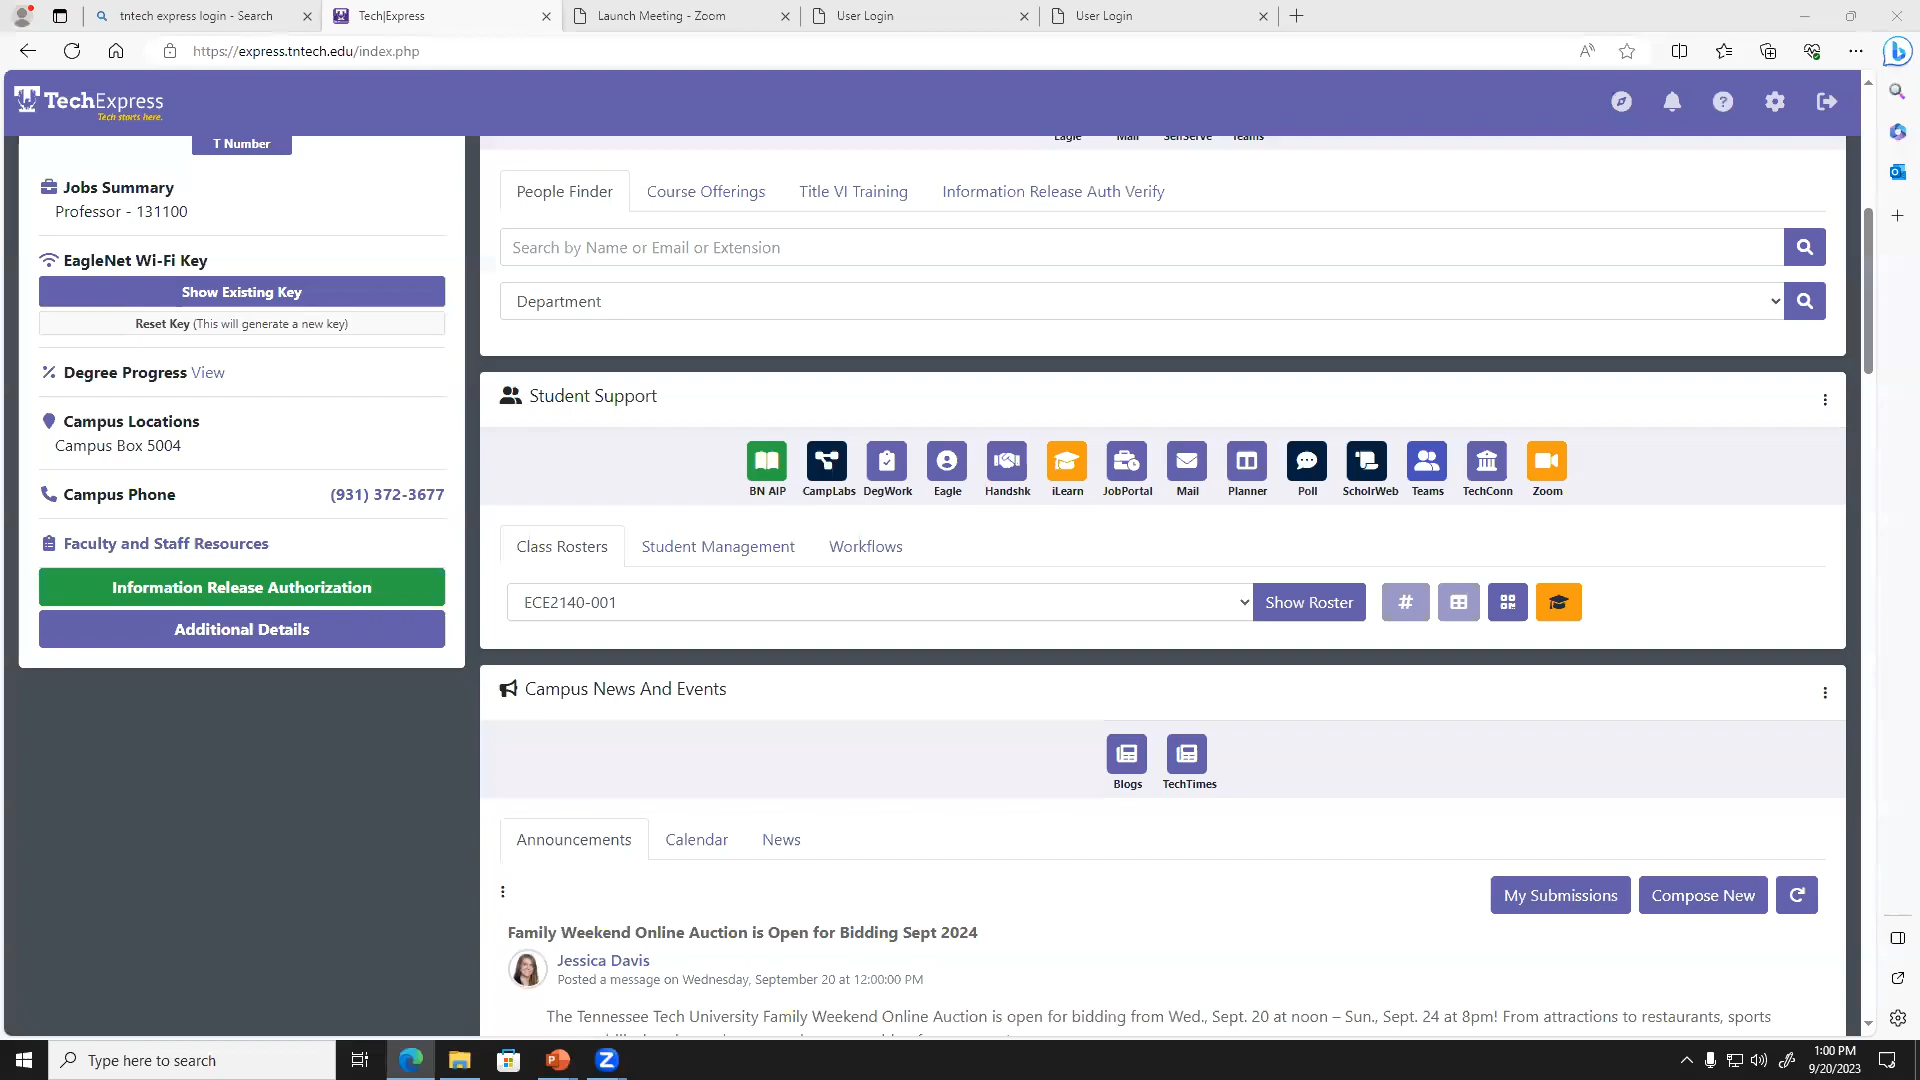 tntech express login - Search
Tech|Express
Launch Meeting - Zoom
User Login
User Login
https://express.tntech.edu/index.php
TechExpress
Tech starts here.
T Number
Jobs Summary
Professor - 131100
EagleNet Wi-Fi Key
Show Existing Key
Reset Key (This will generate a new key)
Degree Progress View
Campus Locations
Campus Box 5004
Campus Phone (931) 372-3677
Faculty and Staff Resources
Information Release Authorization
Additional Details
Eagle Mail SelfServe Teams
People Finder Course Offerings Title VI Training Information Release Auth Verify
Search by Name or Email or Extension
Department
Student Support
BN AIP CampLabs DegWork Eagle Handshk iLearn JobPortal Mail Planner Poll ScholrWeb Teams TechConn Zoom
Class Rosters Student Management Workflows
ECE2140-001 Show Roster #
Campus News And Events
Blogs TechTimes
Announcements Calendar News
My Submissions Compose New
Family Weekend Online Auction is Open for Bidding Sept 2024
Jessica Davis
Posted a message on Wednesday, September 20 at 12:00:00 PM
The Tennessee Tech University Family Weekend Online Auction is open for bidding from Wed., Sept. 20 at noon – Sun., Sept. 24 at 8pm! From attractions to restaurants, sports
Type here to search
1:00 PM
9/20/2023